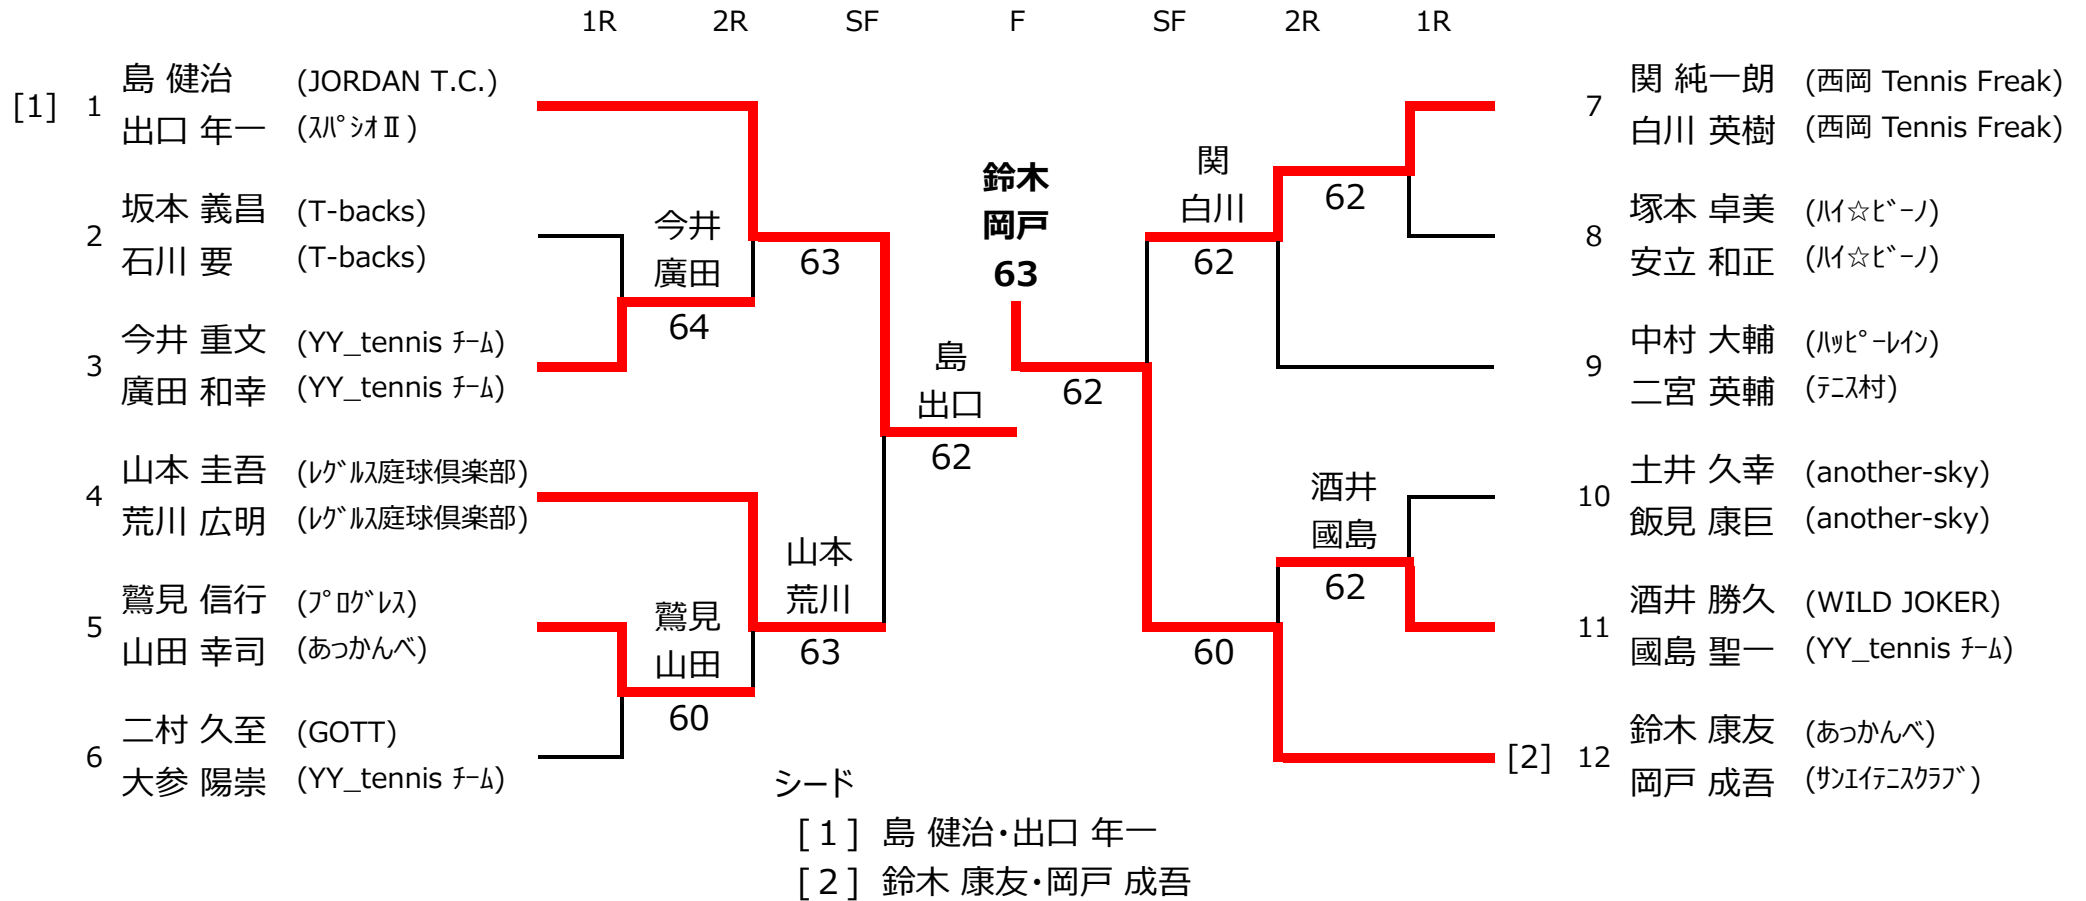 1R 2R SF F SF 2R 1R
[1] 1 島 健治 (JORDAN T.C.)
出口 年一 (ｽﾊﾟｼｵⅡ)
2 坂本 義昌 (T-backs)
石川 要 (T-backs)
3 今井 重文 (YY_tennis ﾁｰﾑ)
廣田 和幸 (YY_tennis ﾁｰﾑ)
4 山本 圭吾 (ﾚｸﾞﾙｽ庭球倶楽部)
荒川 広明 (ﾚｸﾞﾙｽ庭球倶楽部)
5 鷲見 信行 (ﾌﾟﾛｸﾞﾚｽ)
山田 幸司 (あっかんべ)
6 二村 久至 (GOTT)
大参 陽崇 (YY_tennis ﾁｰﾑ)
今井
廣田
64
鷲見
山田
60
63
山本
荒川
63
島
出口
62
鈴木
岡戸
63
62
関
白川
62
60
62
酒井
國島
62
7 関 純一朗 (西岡 Tennis Freak)
白川 英樹 (西岡 Tennis Freak)
8 塚本 卓美 (ﾊｲ☆ﾋﾞｰﾉ)
安立 和正 (ﾊｲ☆ﾋﾞｰﾉ)
9 中村 大輔 (ﾊｯﾋﾟｰﾚｲﾝ)
二宮 英輔 (ﾃﾆｽ村)
10 土井 久幸 (another-sky)
飯見 康巨 (another-sky)
11 酒井 勝久 (WILD JOKER)
國島 聖一 (YY_tennis ﾁｰﾑ)
[2] 12 鈴木 康友 (あっかんべ)
岡戸 成吾 (ｻﾝｴｲﾃﾆｽｸﾗﾌﾞ)
シード
[１] 島 健治・出口 年一
[２] 鈴木 康友・岡戸 成吾